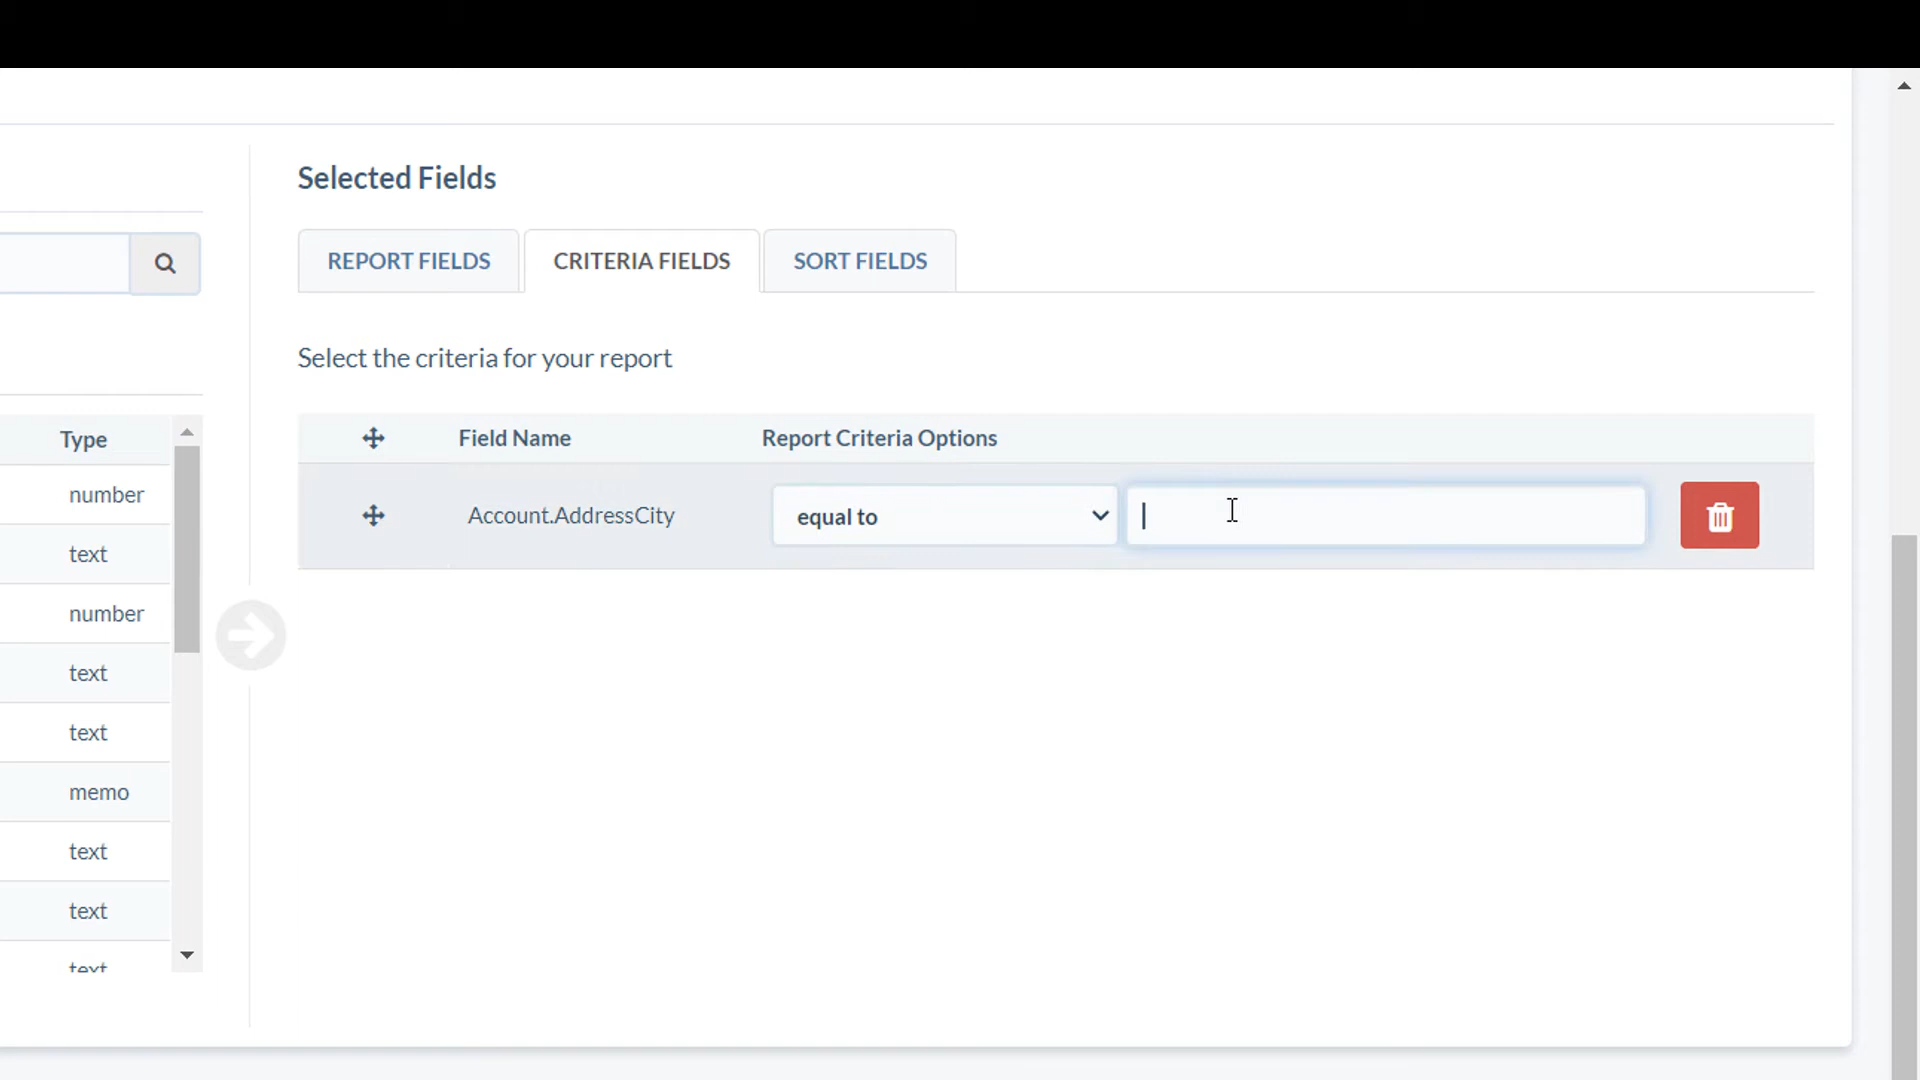 Selected Fields
REPORT FIELDS
CRITERIA FIELDS
SORT FIELDS
Select the criteria for your report
Type
number
text
number
text
text
memo
text
text
text
Field Name
Report Criteria Options
Account.AddressCity
equal to